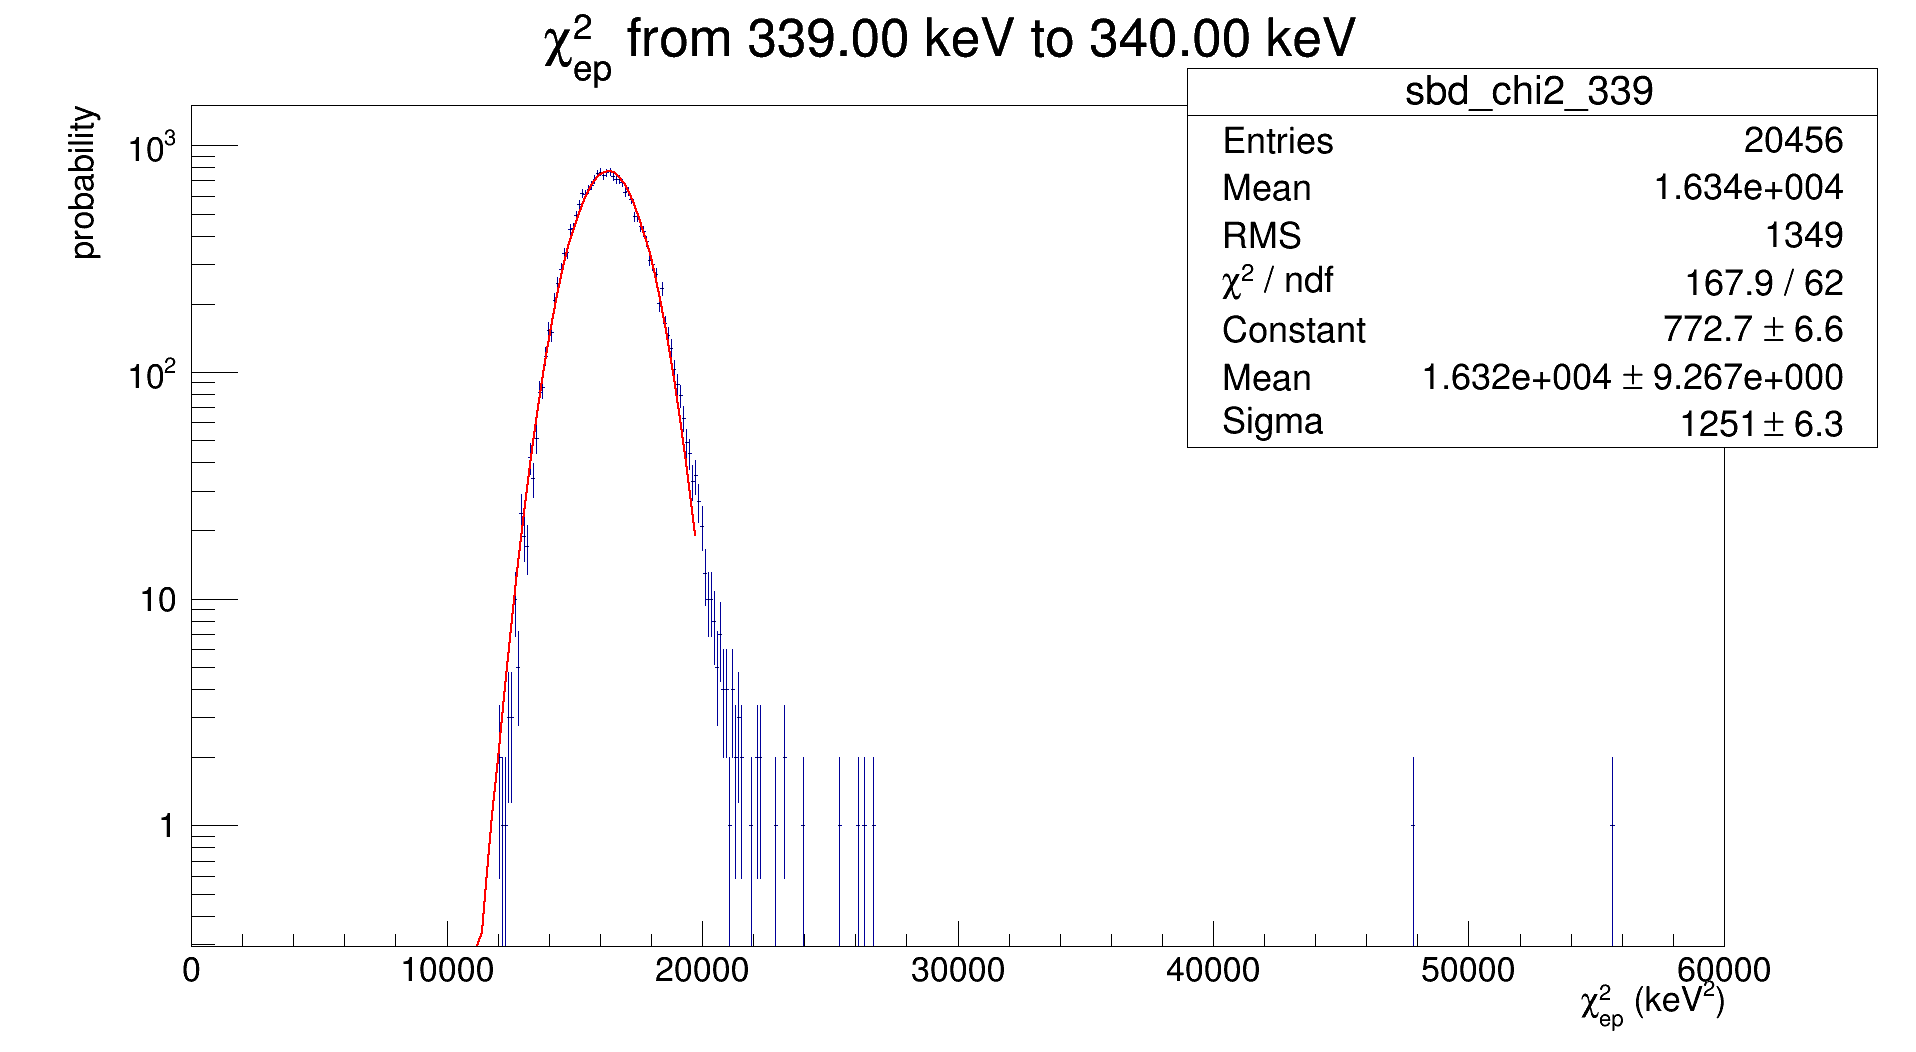 χ²ep from 339.00 keV to 340.00 keV
sbd_chi2_339
Entries 20456
Mean 1.634e+004
RMS 1349
χ² / ndf 167.9 / 62
Constant 772.7 ± 6.6
Mean 1.632e+004 ± 9.267e+000
Sigma 1251 ± 6.3
probability
10³
10²
10
1
0 10000 20000 30000 40000 50000 60000
χ²ep (keV²)